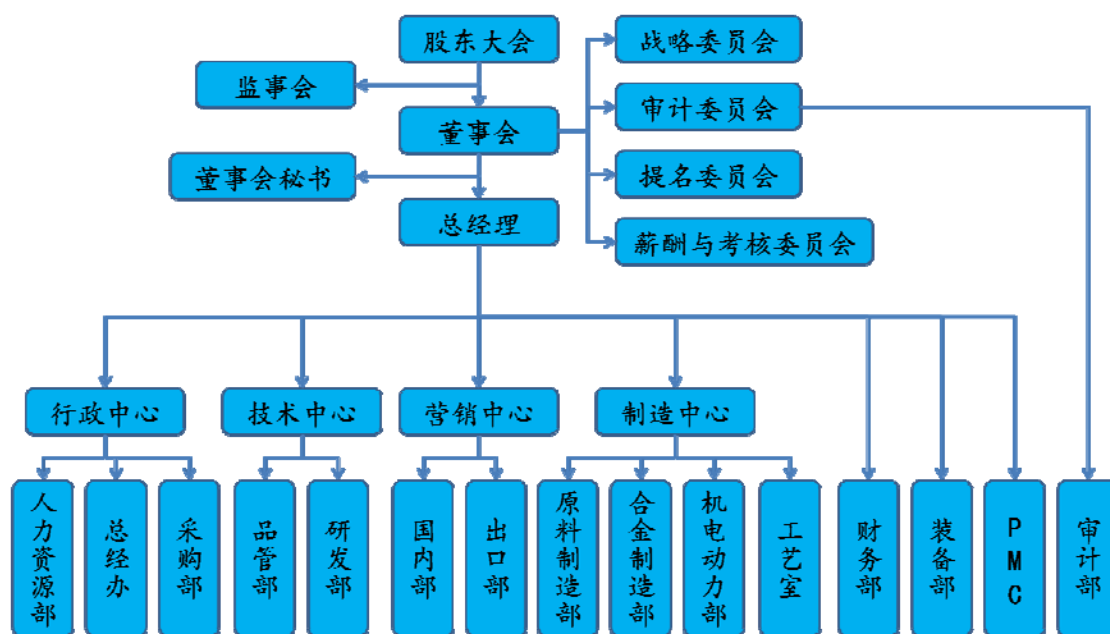 股东大会
战略委员会
监事会
审计委员会
董事会
董事会秘书
提名委员会
总经理
薪酬与考核委员会
行政中心
技术中心
营销中心
制造中心
人力资源部
总经办
采购部
品管部
研发部
国内部
出口部
原料制造部
合金制造部
机电动力部
工艺室
财务部
装备部
PMC
审计部